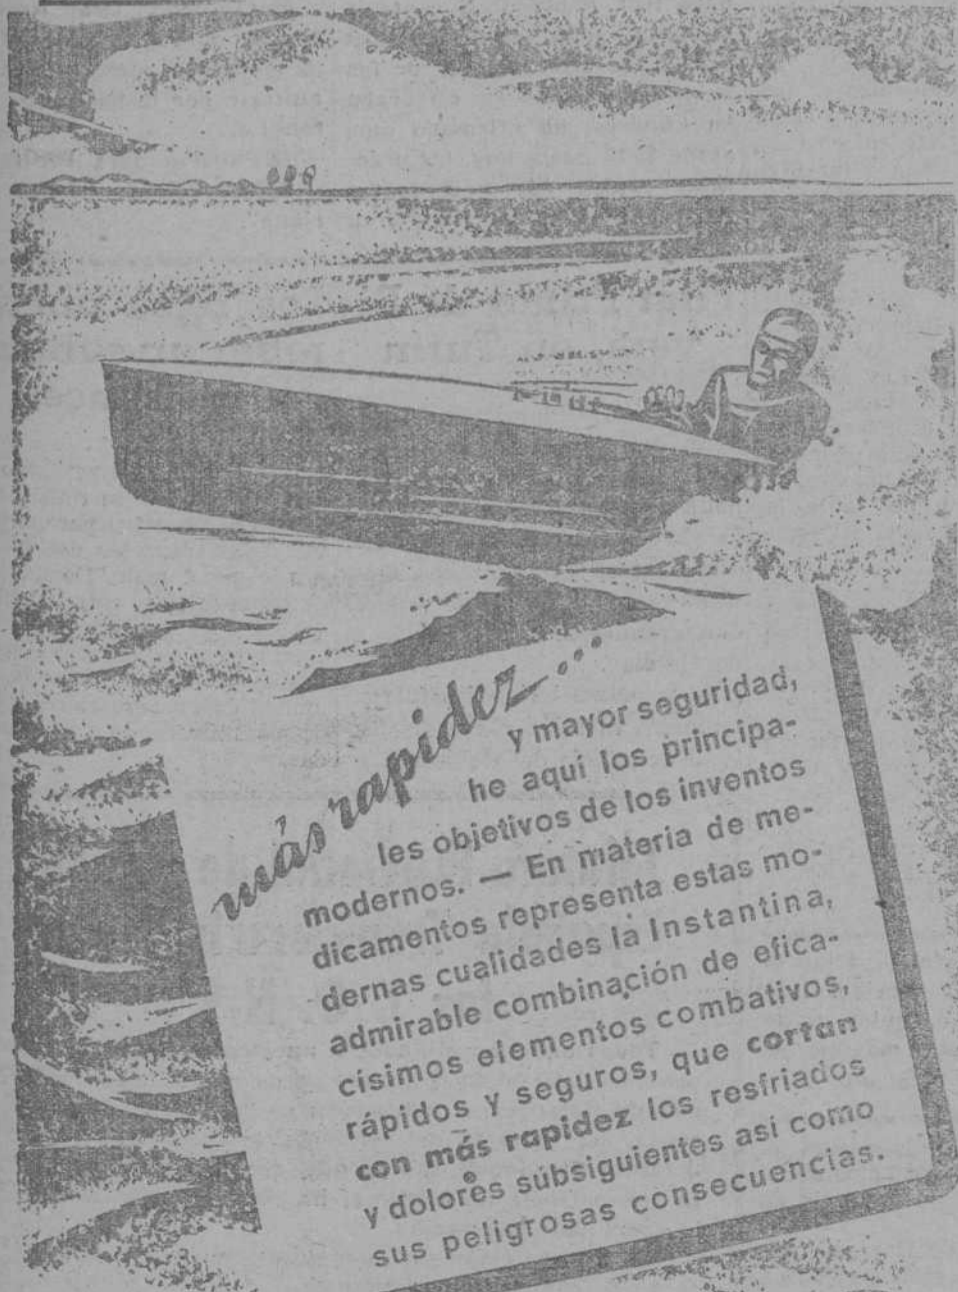 más rapidez...
y mayor seguridad,
he aquí los principa-
les objetivos de los inventos
modernos. — En materia de me-
dicamentos representa estas mo-
dernas cualidades la Instantina,
admirable combinación de efica-
císimos elementos combativos,
rápidos y seguros, que cortan
con más rapidez los resfriados
y dolores subsiguientes así como
sus peligrosas consecuencias.